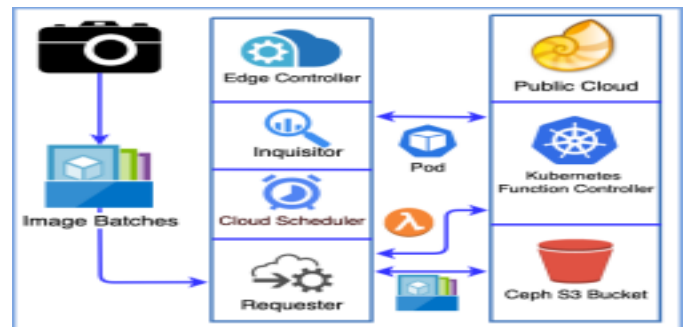 Edge Controller
Public Cloud
Inquisitor
Pod
Kubernetes
Function Controller
Image Batches
Cloud Scheduler
λ
Requester
Ceph S3 Bucket